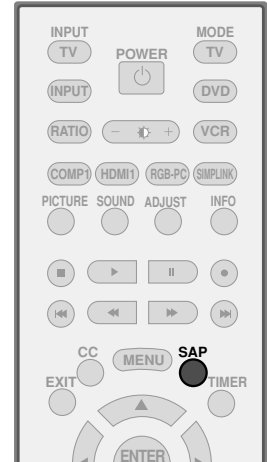 INPUT MODE
TV POWER TV
INPUT DVD
RATIO - + VCR
COMP1 HDMI1 RGB-PC SIMPLINK
PICTURE SOUND ADJUST INFO
CC MENU SAP
EXIT TIMER
ENTER